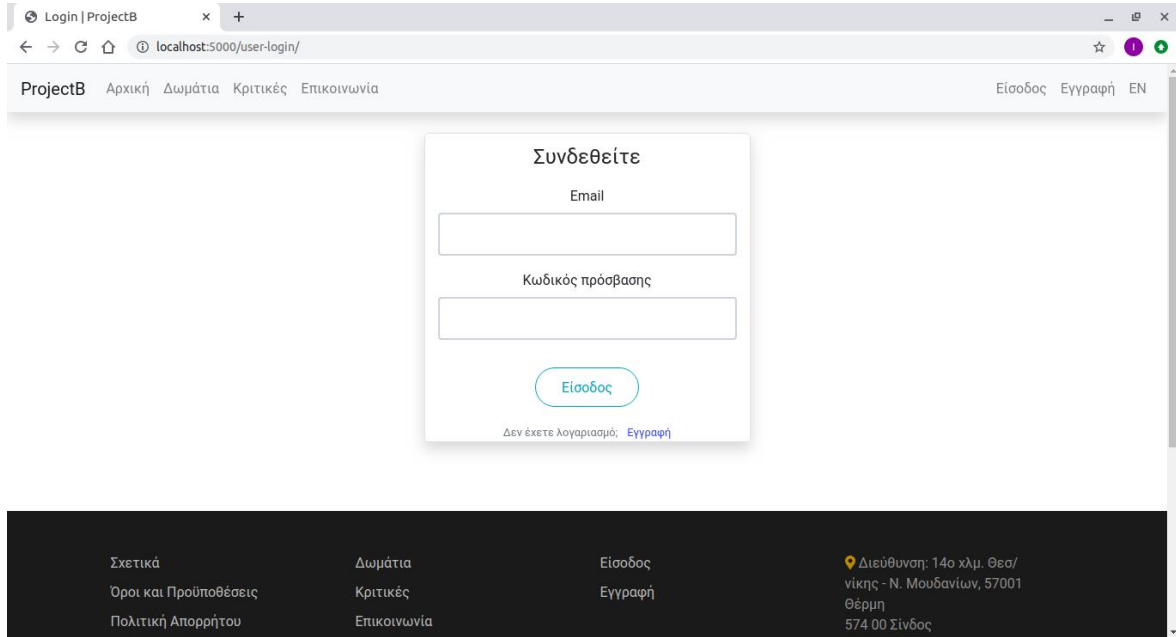 Login | ProjectB
localhost:5000/user-login/
I
ProjectB Αρχική Δωμάτια Κριτικές Επικοινωνία Είσοδος Εγγραφή EN
Συνδεθείτε
Email
Κωδικός πρόσβασης
Είσοδος
Δεν έχετε λογαριασμό; Εγγραφή
Σχετικά
Όροι και Προϋποθέσεις
Πολιτική Απορρήτου
Δωμάτια
Κριτικές
Επικοινωνία
Είσοδος
Εγγραφή
Διεύθυνση: 14ο χλμ. Θεσ/
νίκης - Ν. Μουδανίων, 57001
Θέρμη
574 00 Σίνδος